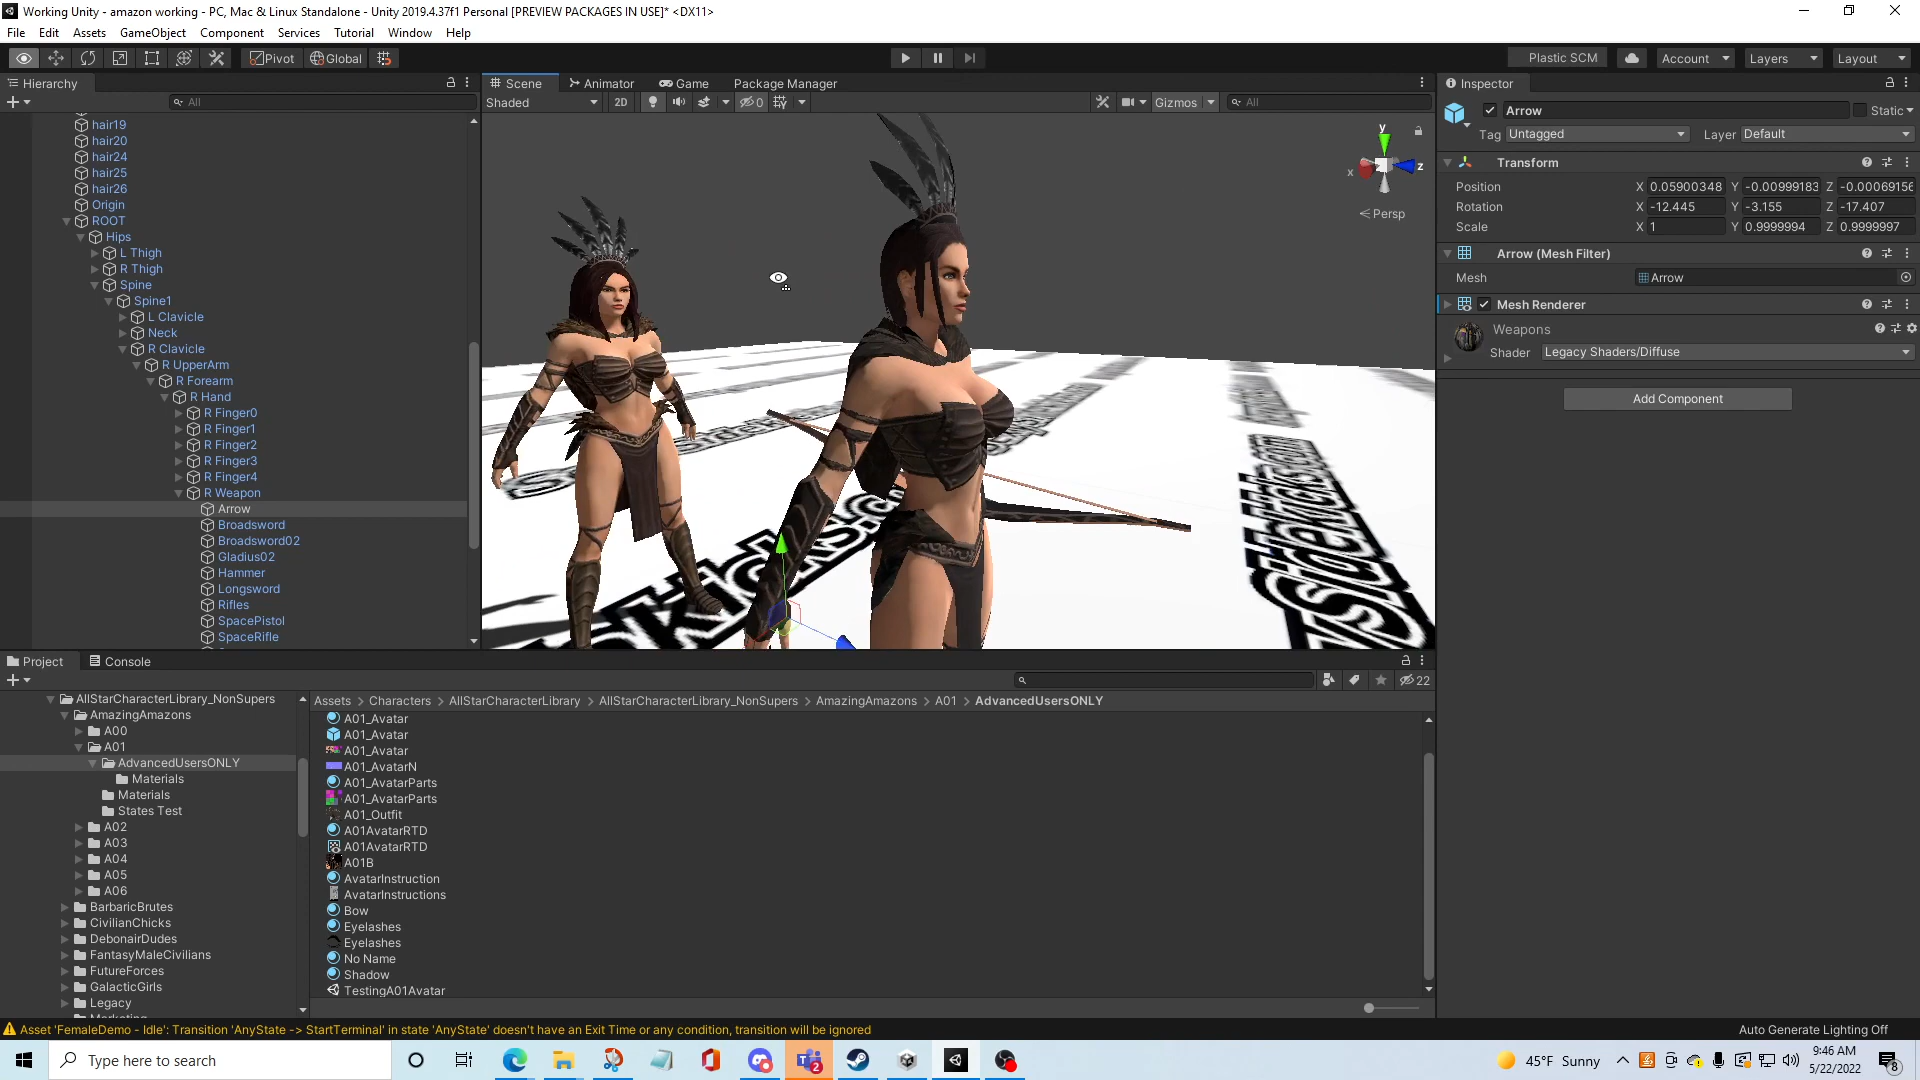 Working Unity - amazon working - PC, Mac & Linux Standalone - Unity 2019.4.37f1 Personal [PREVIEW PACKAGES IN USE]* <DX11>
File Edit Assets GameObject Component Services Tutorial Window Help
Pivot Global Plastic SCM Account Layers Layout
Hierarchy
All
hair19
hair20
hair24
hair25
hair26
Origin
ROOT
Hips
L Thigh
R Thigh
Spine
Spine1
L Clavicle
Neck
R Clavicle
R UpperArm
R Forearm
R Hand
R Finger0
R Finger1
R Finger2
R Finger3
R Finger4
R Weapon
Arrow
Broadsword
Broadsword02
Gladius02
Hammer
Longsword
Rifles
SpacePistol
SpaceRifle
Scene Animator Game Package Manager
Shaded 2D 0 Gizmos All
y
x z
Persp
Inspector
Arrow Static
Tag Untagged Layer Default
Transform
Position X 0.05900348 Y -0.00999183 Z -0.00069156
Rotation X -12.445 Y -3.155 Z -17.407
Scale X 1 Y 0.9999994 Z 0.9999997
Arrow (Mesh Filter)
Mesh Arrow
Mesh Renderer
Weapons
Shader Legacy Shaders/Diffuse
Add Component
Project Console
22
AllStarCharacterLibrary_NonSupers
AmazingAmazons
A00
A01
AdvancedUsersONLY
Materials
Materials
States Test
A02
A03
A04
A05
A06
BarbaricBrutes
CivilianChicks
DebonairDudes
FantasyMaleCivilians
FutureForces
GalacticGirls
Legacy
Assets > Characters > AllStarCharacterLibrary > AllStarCharacterLibrary_NonSupers > AmazingAmazons > A01 > AdvancedUsersONLY
A01_Avatar
A01_Avatar
A01_Avatar
A01_AvatarN
A01_AvatarParts
A01_AvatarParts
A01_Outfit
A01AvatarRTD
A01AvatarRTD
A01B
AvatarInstruction
AvatarInstructions
Bow
Eyelashes
Eyelashes
No Name
Shadow
TestingA01Avatar
Asset 'FemaleDemo - Idle': Transition 'AnyState -> StartTerminal' in state 'AnyState' doesn't have an Exit Time or any condition, transition will be ignored
Auto Generate Lighting Off
Type here to search
2
45°F Sunny
9:46 AM
5/22/2022
8